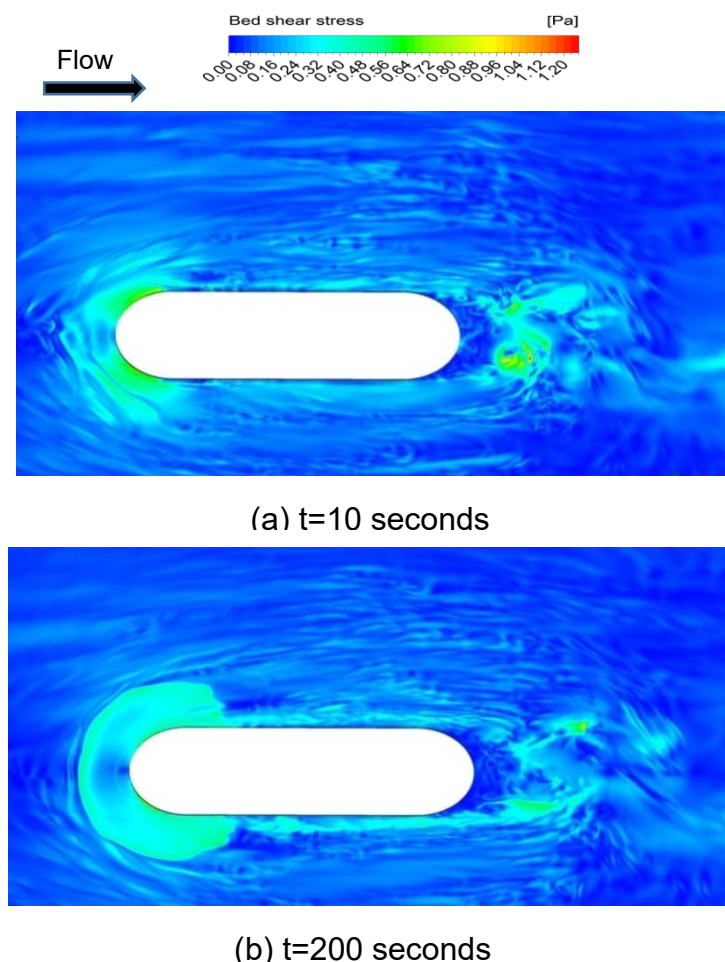 Bed shear stress [Pa]
0.00 0.08 0.16 0.24 0.32 0.40 0.48 0.56 0.64 0.72 0.80 0.88 0.96 1.04 1.12 1.20
Flow
(a) t=10 seconds
(b) t=200 seconds